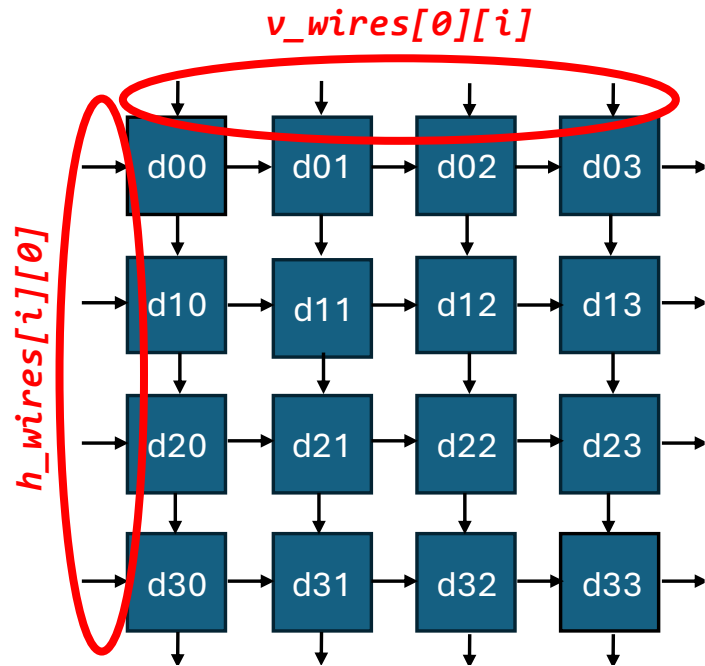 v_wires[0][i]
h_wires[i][0]
d00 d01 d02 d03
d10 d11 d12 d13
d20 d21 d22 d23
d30 d31 d32 d33